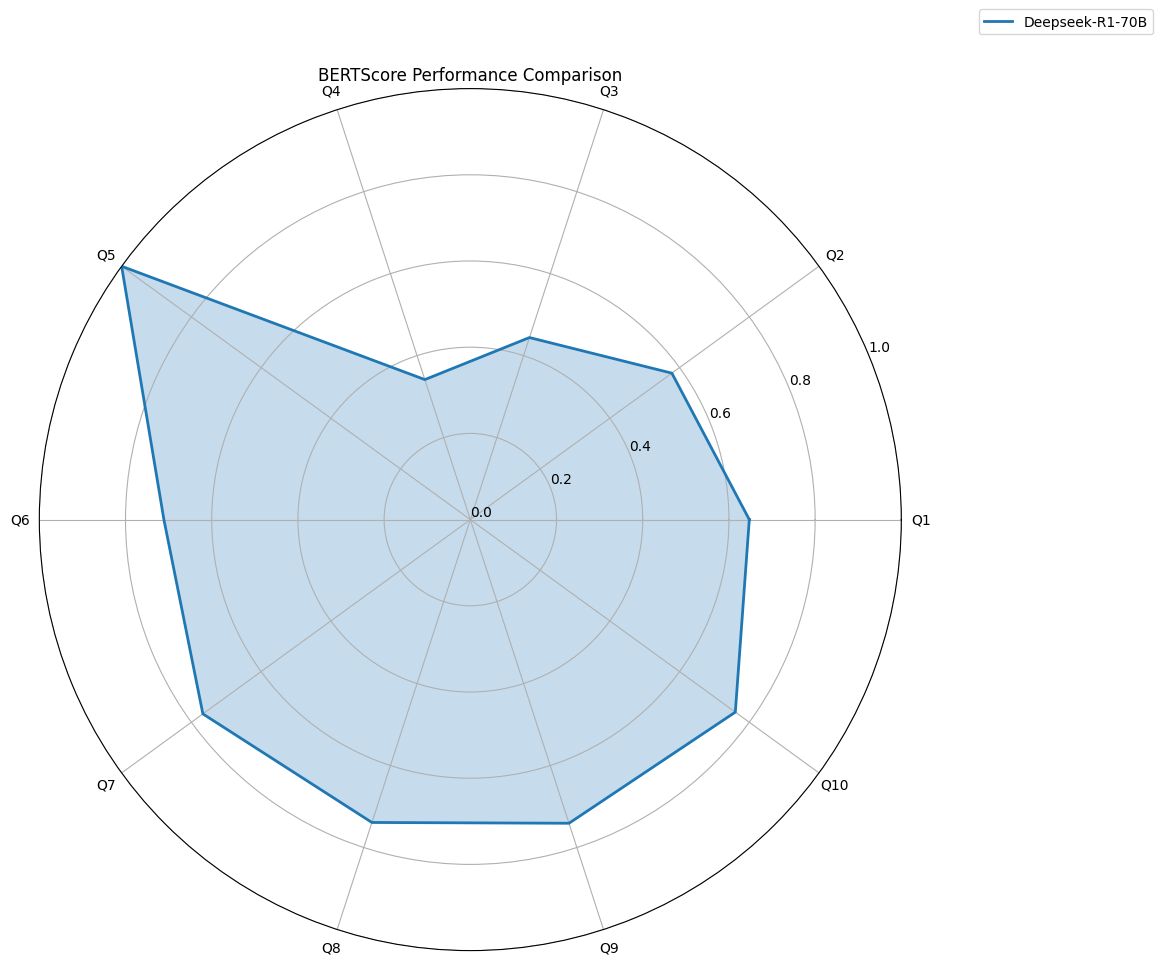 Deepseek-R1-70B
BERTScore Performance Comparison
Q4
Q3
Q5
Q2
1.0
0.8
0.6
0.4
0.2
0.0
Q6
Q1
Q7
Q10
Q8
Q9